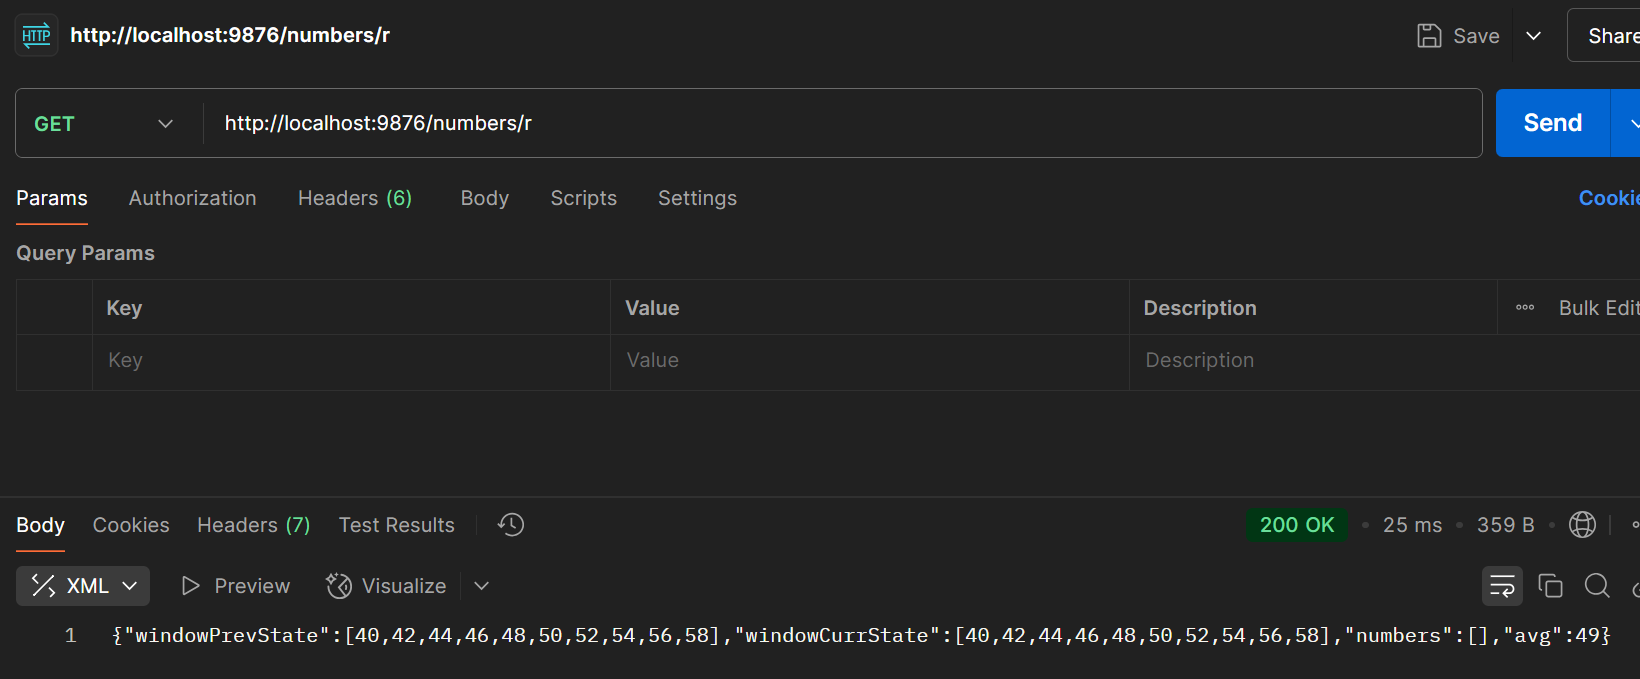 HTTP http://localhost:9876/numbers/r Save Share
GET http://localhost:9876/numbers/r Send
Params Authorization Headers (6) Body Scripts Settings Cookie
Query Params
Key Value Description Bulk Edit
Key Value Description
Body Cookies Headers (7) Test Results 200 OK • 25 ms • 359 B •
XML Preview Visualize
1 {"windowPrevState":[40,42,44,46,48,50,52,54,56,58],"windowCurrState":[40,42,44,46,48,50,52,54,56,58],"numbers":[],"avg":49}